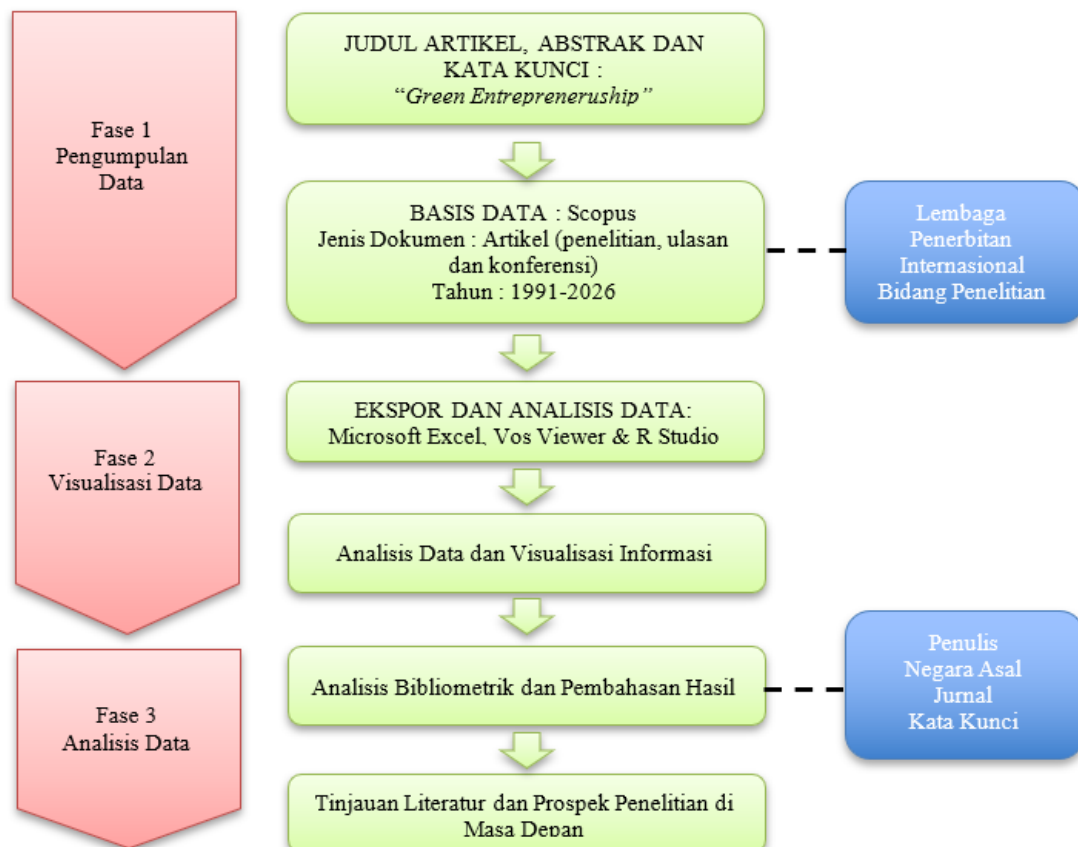 JUDUL ARTIKEL, ABSTRAK DAN
KATA KUNCI :
“Green Entrepreneruship”
Fase 1
Pengumpulan
Data
BASIS DATA : Scopus
Jenis Dokumen : Artikel (penelitian, ulasan
dan konferensi)
Tahun : 1991-2026
Lembaga
Penerbitan
Internasional
Bidang Penelitian
EKSPOR DAN ANALISIS DATA:
Microsoft Excel, Vos Viewer & R Studio
Fase 2
Visualisasi Data
Analisis Data dan Visualisasi Informasi
Analisis Bibliometrik dan Pembahasan Hasil
Penulis
Negara Asal
Jurnal
Kata Kunci
Fase 3
Analisis Data
Tinjauan Literatur dan Prospek Penelitian di
Masa Depan